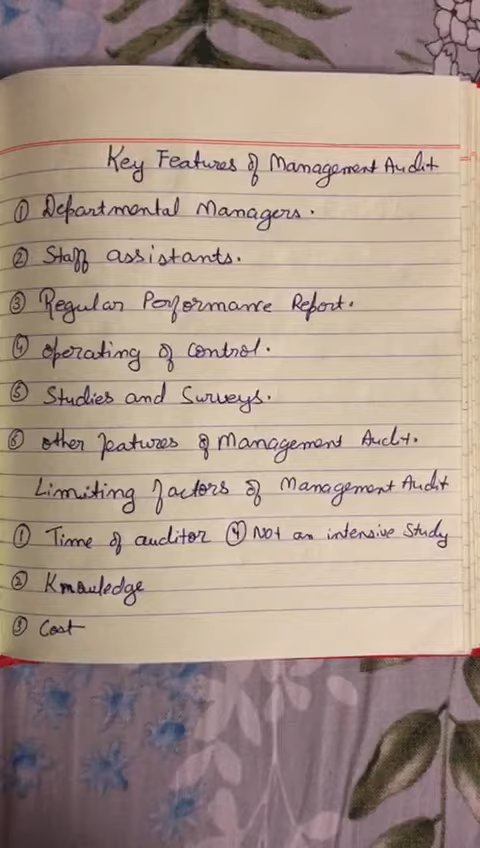 Key Features of Management Audit
① Departmental Managers.
② Staff assistants.
③ Regular Performance Report.
④ operating of control.
⑤ Studies and Surveys.
⑥ other features of Management Audit.
Limiting factors of Management Audit
① Time of auditor ④ Not an intensive Study
② Knowledge
③ Cost